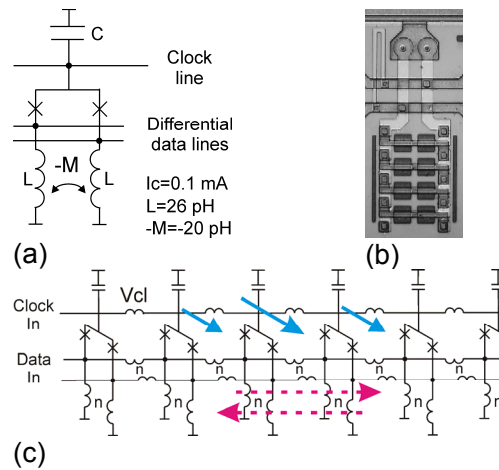 (a)
C
Clock
line
Differential
data lines
-M
L
L
Ic=0.1 mA
L=26 pH
-M=-20 pH
(b)
Clock
In
Vcl
Data
In
n
n
n
n
n
n
n
n
(c)